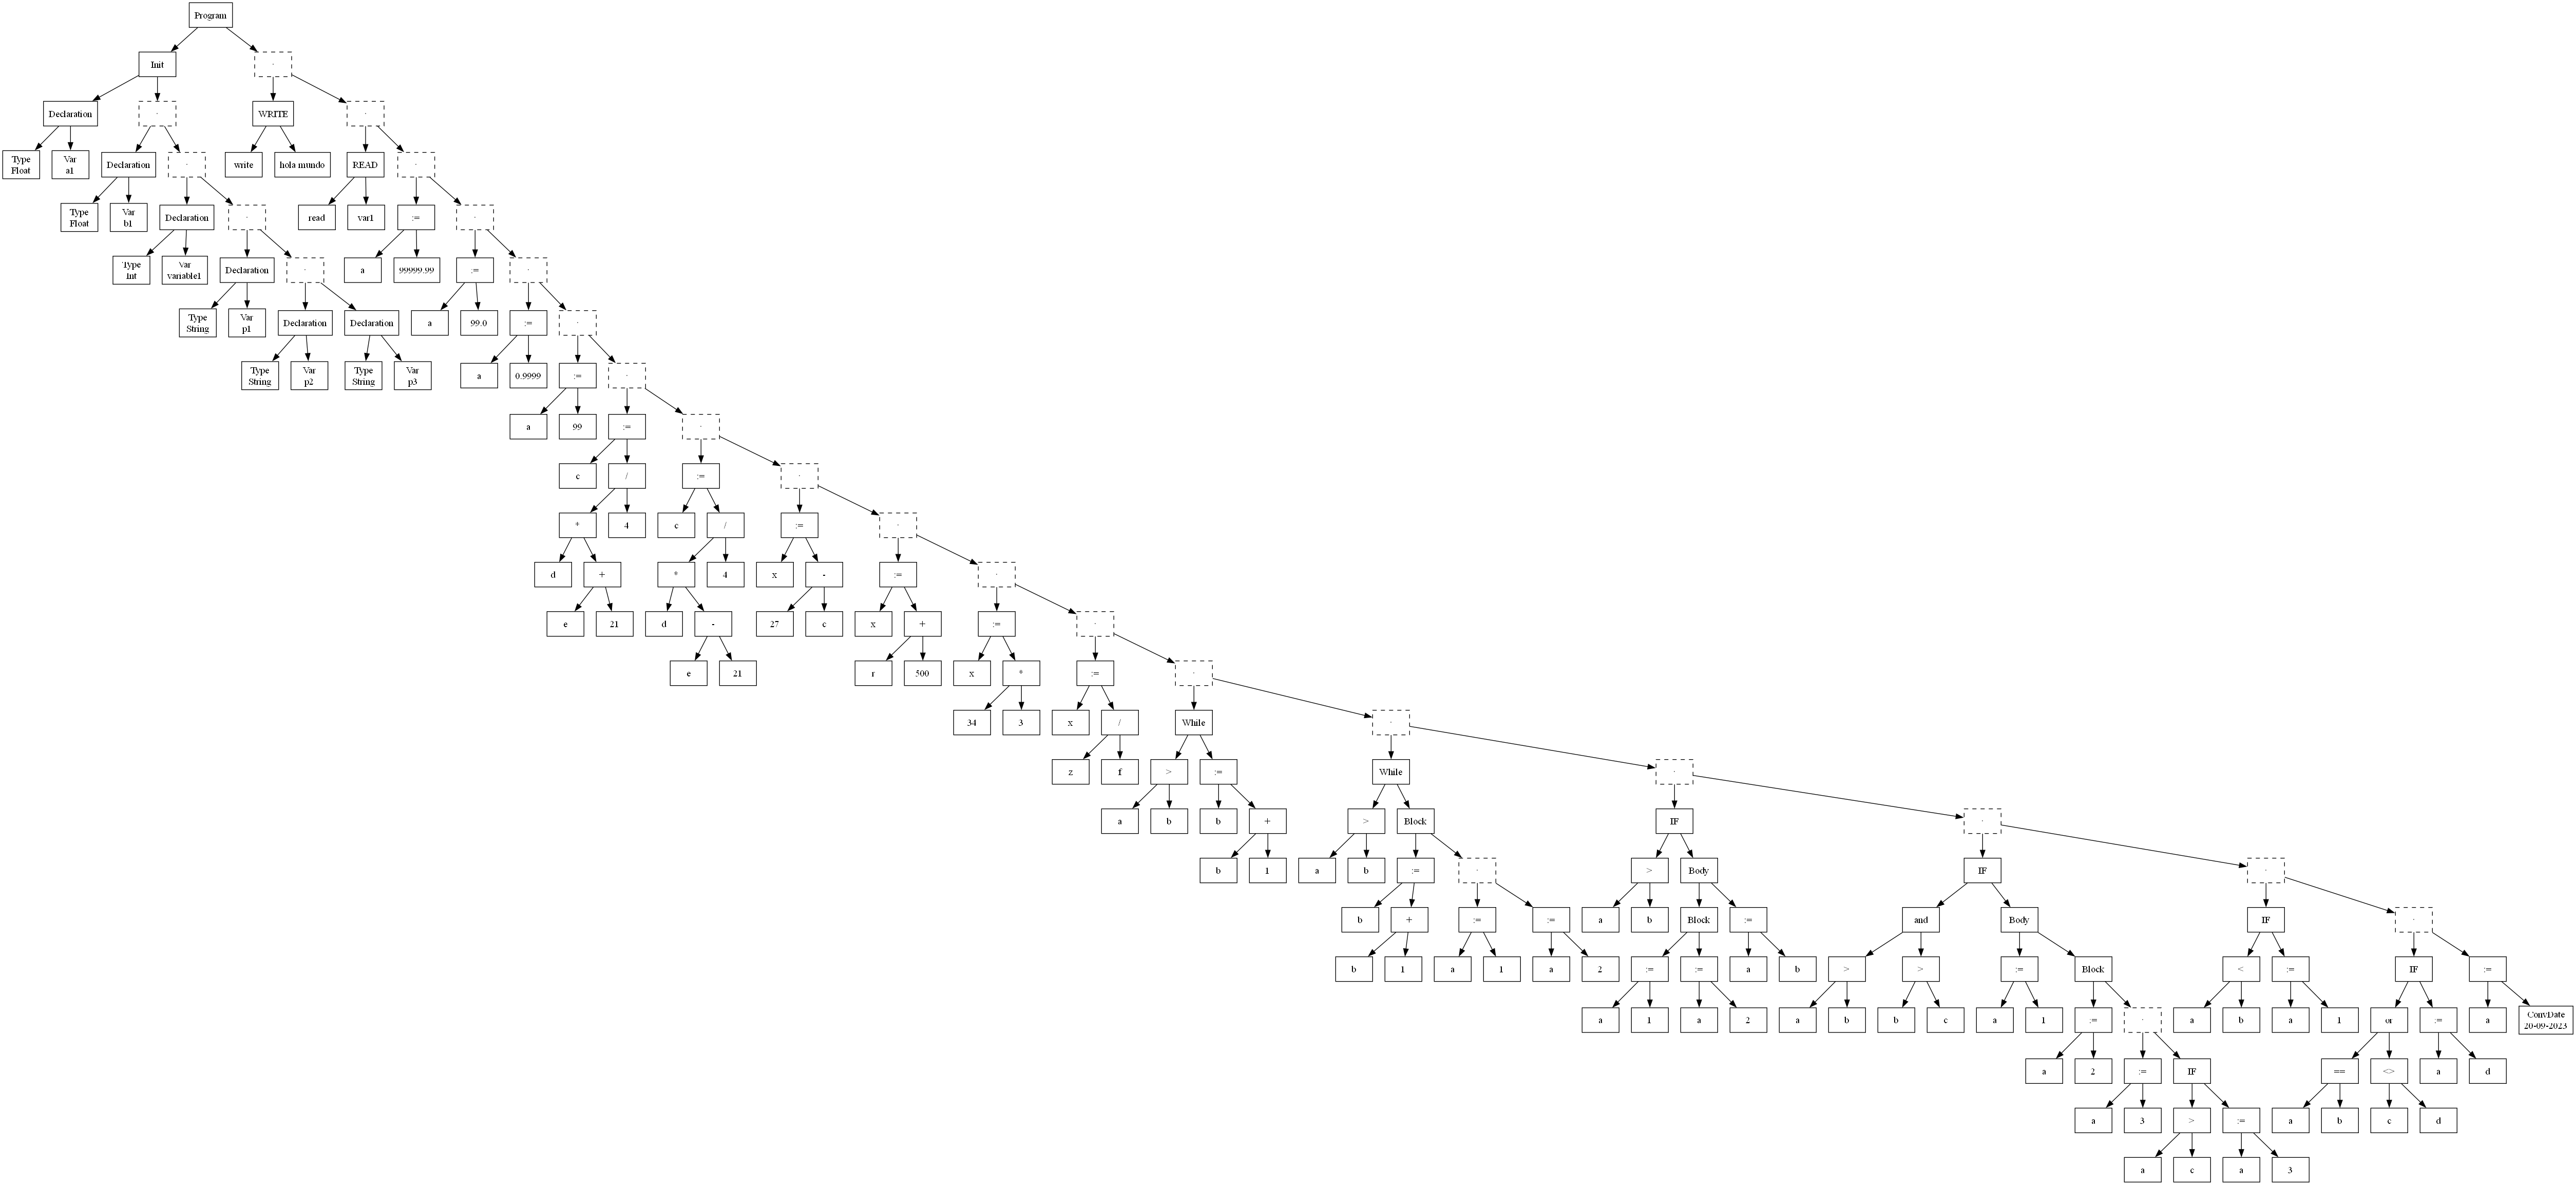 Program
Init
Declaration WRITE
Type Var Declaration write hola mundo READ
Float a1
Type Var Declaration read var1 :=
Float b1
Type Var Declaration a 99999.99 :=
Int variable1
Type Var Declaration Declaration a 99.0 :=
String p1
Type Var Type Var a 0.9999 :=
String p2 String p3
a 99 :=
c / :=
* 4 c / :=
d + * 4 x - :=
e 21 d - 27 c x + :=
e 21 r 500 x * :=
34 3 x / While
z f > := While
a b b + > Block IF
b 1 a b := > Body IF
b + := := a b Block := and Body IF
b 1 a 1 a 2 := := a b > > := Block < := IF :=
a 1 a 2 a b b c a 1 := a b a 1 or := a ConvDate
20-09-2023
a 2 := IF == <> a d
a 3 > := a b c d
a c a 3